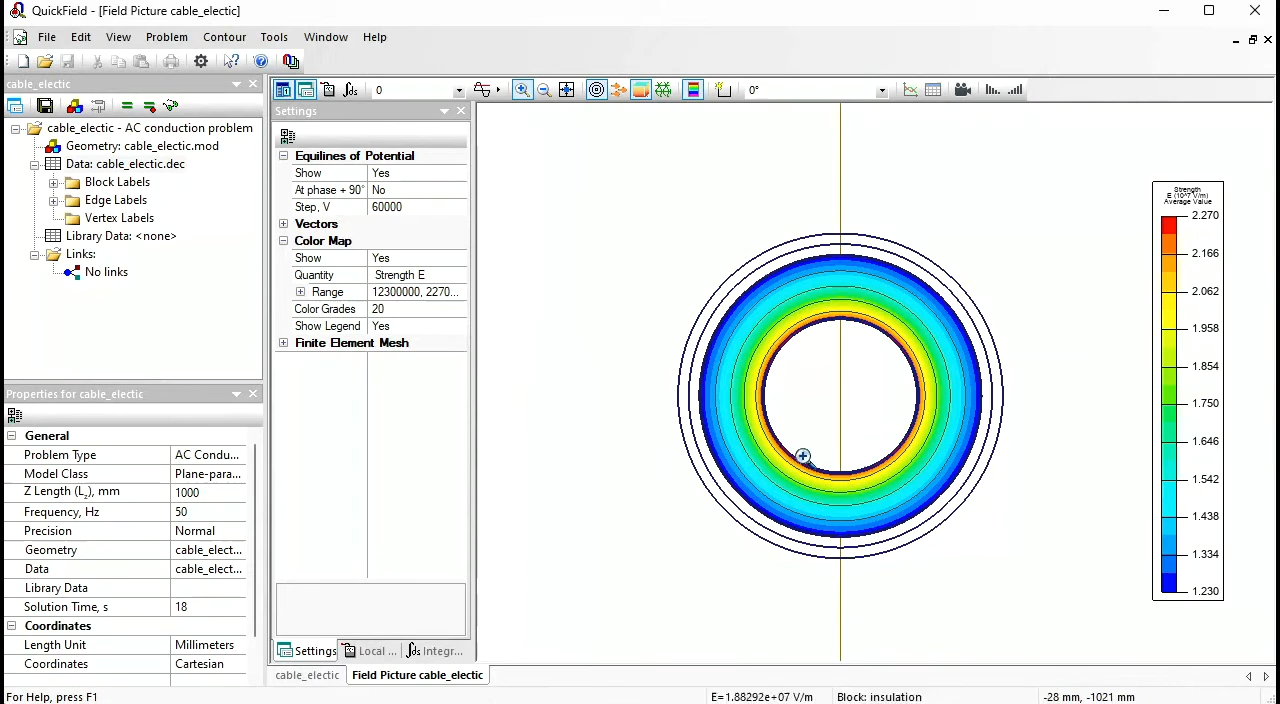 QuickField - [Field Picture cable_electic]
File Edit View Problem Contour Tools Window Help
cable_electic
cable_electic - AC conduction problem
Geometry: cable_electic.mod
Data: cable_electic.dec
Block Labels
Edge Labels
Vertex Labels
Library Data: <none>
Links:
No links
Properties for cable_electic
General
Problem Type AC Condu...
Model Class Plane-para...
Z Length (Lz), mm 1000
Frequency, Hz 50
Precision Normal
Geometry cable_elect...
Data cable_elect...
Library Data
Solution Time, s 18
Coordinates
Length Unit Millimeters
Coordinates Cartesian
0
0°
Settings
Equilines of Potential
Show Yes
At phase + 90° No
Step, V 60000
Vectors
Color Map
Show Yes
Quantity Strength E
Range 12300000, 2270...
Color Grades 20
Show Legend Yes
Finite Element Mesh
Settings Local ... Integr...
cable_electic Field Picture cable_electic
Strength
E (10^7 V/m)
Average Value
2.270
2.166
2.062
1.958
1.854
1.750
1.646
1.542
1.438
1.334
1.230
For Help, press F1 E=1.88292e+07 V/m Block: insulation -28 mm, -1021 mm